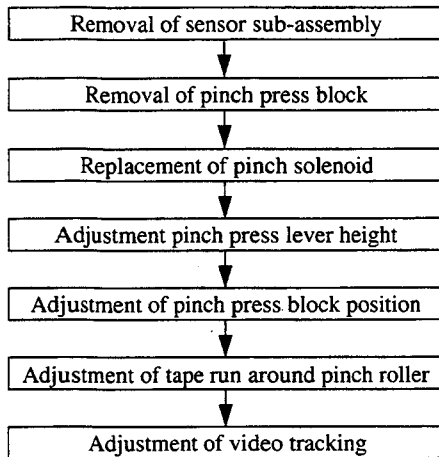 Removal of sensor sub-assembly
Removal of pinch press block
Replacement of pinch solenoid
Adjustment pinch press lever height
Adjustment of pinch press block position
Adjustment of tape run around pinch roller
Adjustment of video tracking